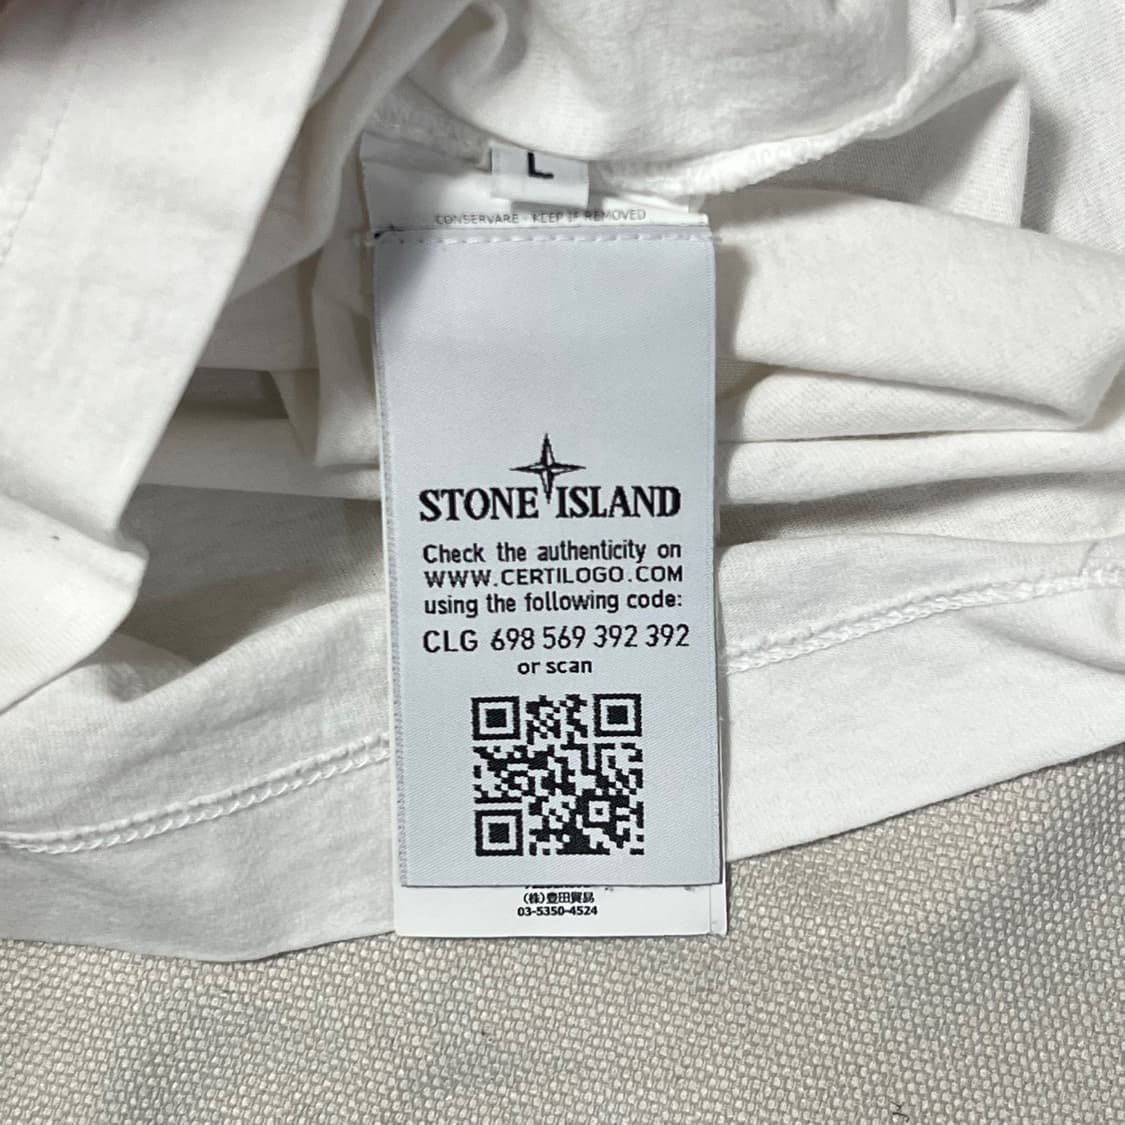 L
CONSERVARE - KEEP IF REMOVED
STONE ISLAND
Check the authenticity on
WWW.CERTILOGO.COM
using the following code:
CLG 698 569 392 392
or scan
(株)豊田貿易
03-5350-4524